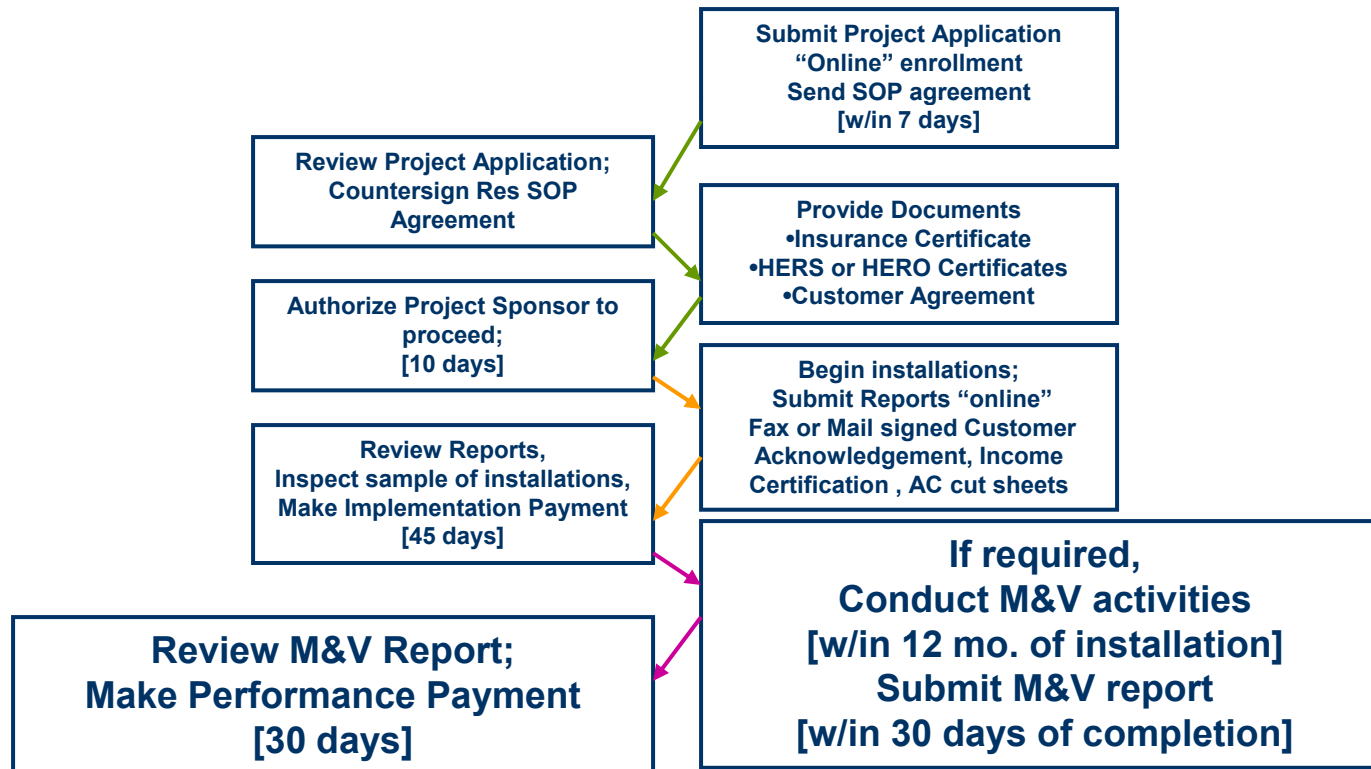 Submit Project Application
“Online” enrollment
Send SOP agreement
[w/in 7 days]
Review Project Application;
Countersign Res SOP
Agreement
Provide Documents
•Insurance Certificate
•HERS or HERO Certificates
•Customer Agreement
Authorize Project Sponsor to
proceed;
[10 days]
Begin installations;
Submit Reports “online”
Fax or Mail signed Customer
Acknowledgement, Income
Certification , AC cut sheets
Review Reports,
Inspect sample of installations,
Make Implementation Payment
[45 days]
If required,
Conduct M&V activities
[w/in 12 mo. of installation]
Submit M&V report
[w/in 30 days of completion]
Review M&V Report;
Make Performance Payment
[30 days]